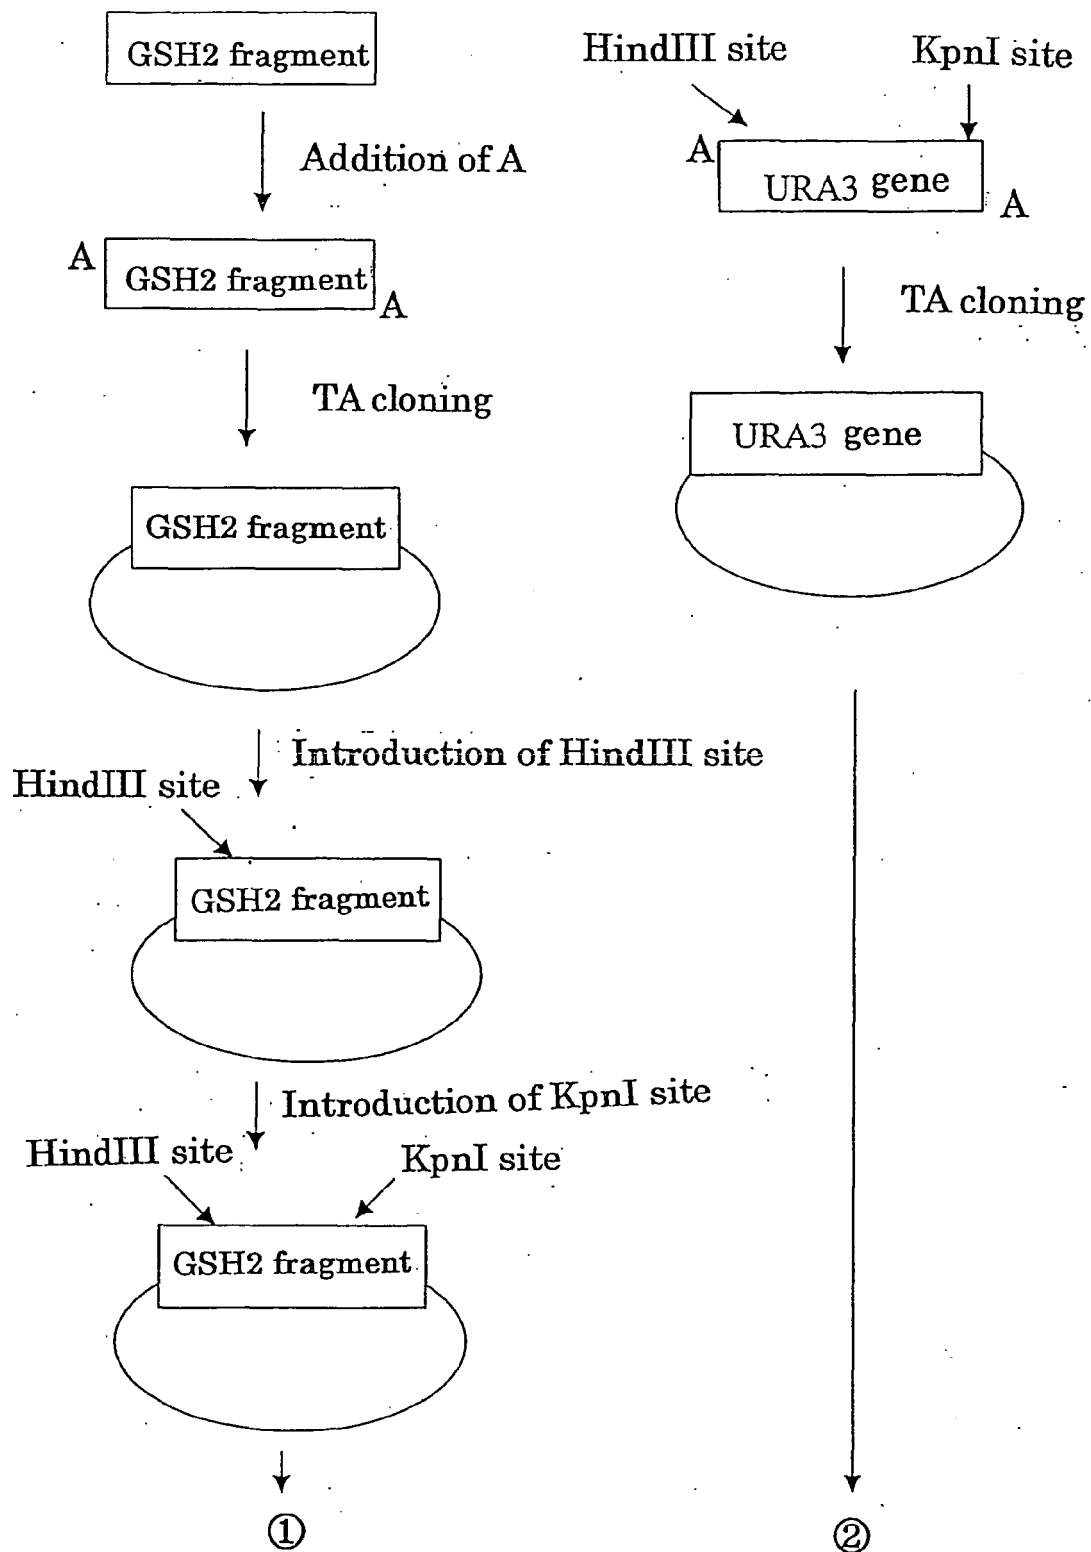 GSH2 fragment
Addition of A
A
GSH2 fragment
A
TA cloning
GSH2 fragment
Introduction of HindIII site
HindIII site
GSH2 fragment
Introduction of KpnI site
HindIII site
KpnI site
GSH2 fragment
①
HindIII site
KpnI site
A
URA3 gene
A
TA cloning
URA3 gene
②